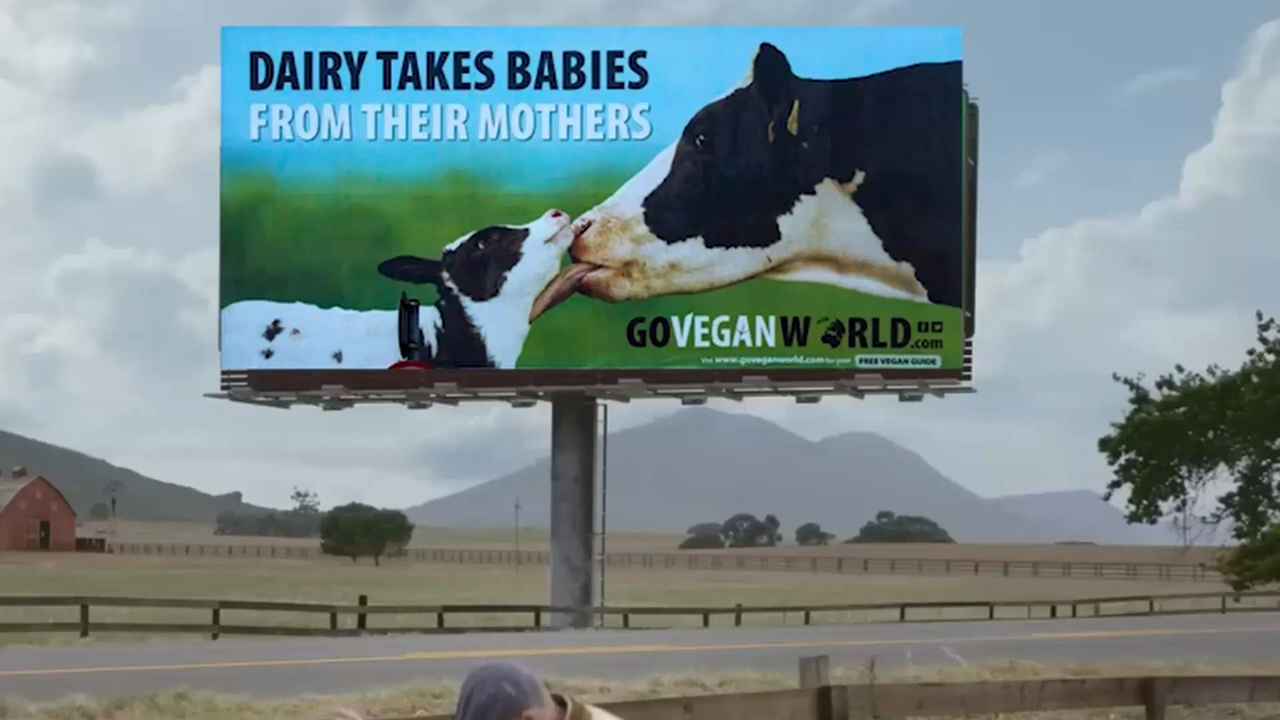 DAIRY TAKES BABIES
FROM THEIR MOTHERS
GOVEGANWORLD.com
Visit www.goveganworld.com for your FREE VEGAN GUIDE